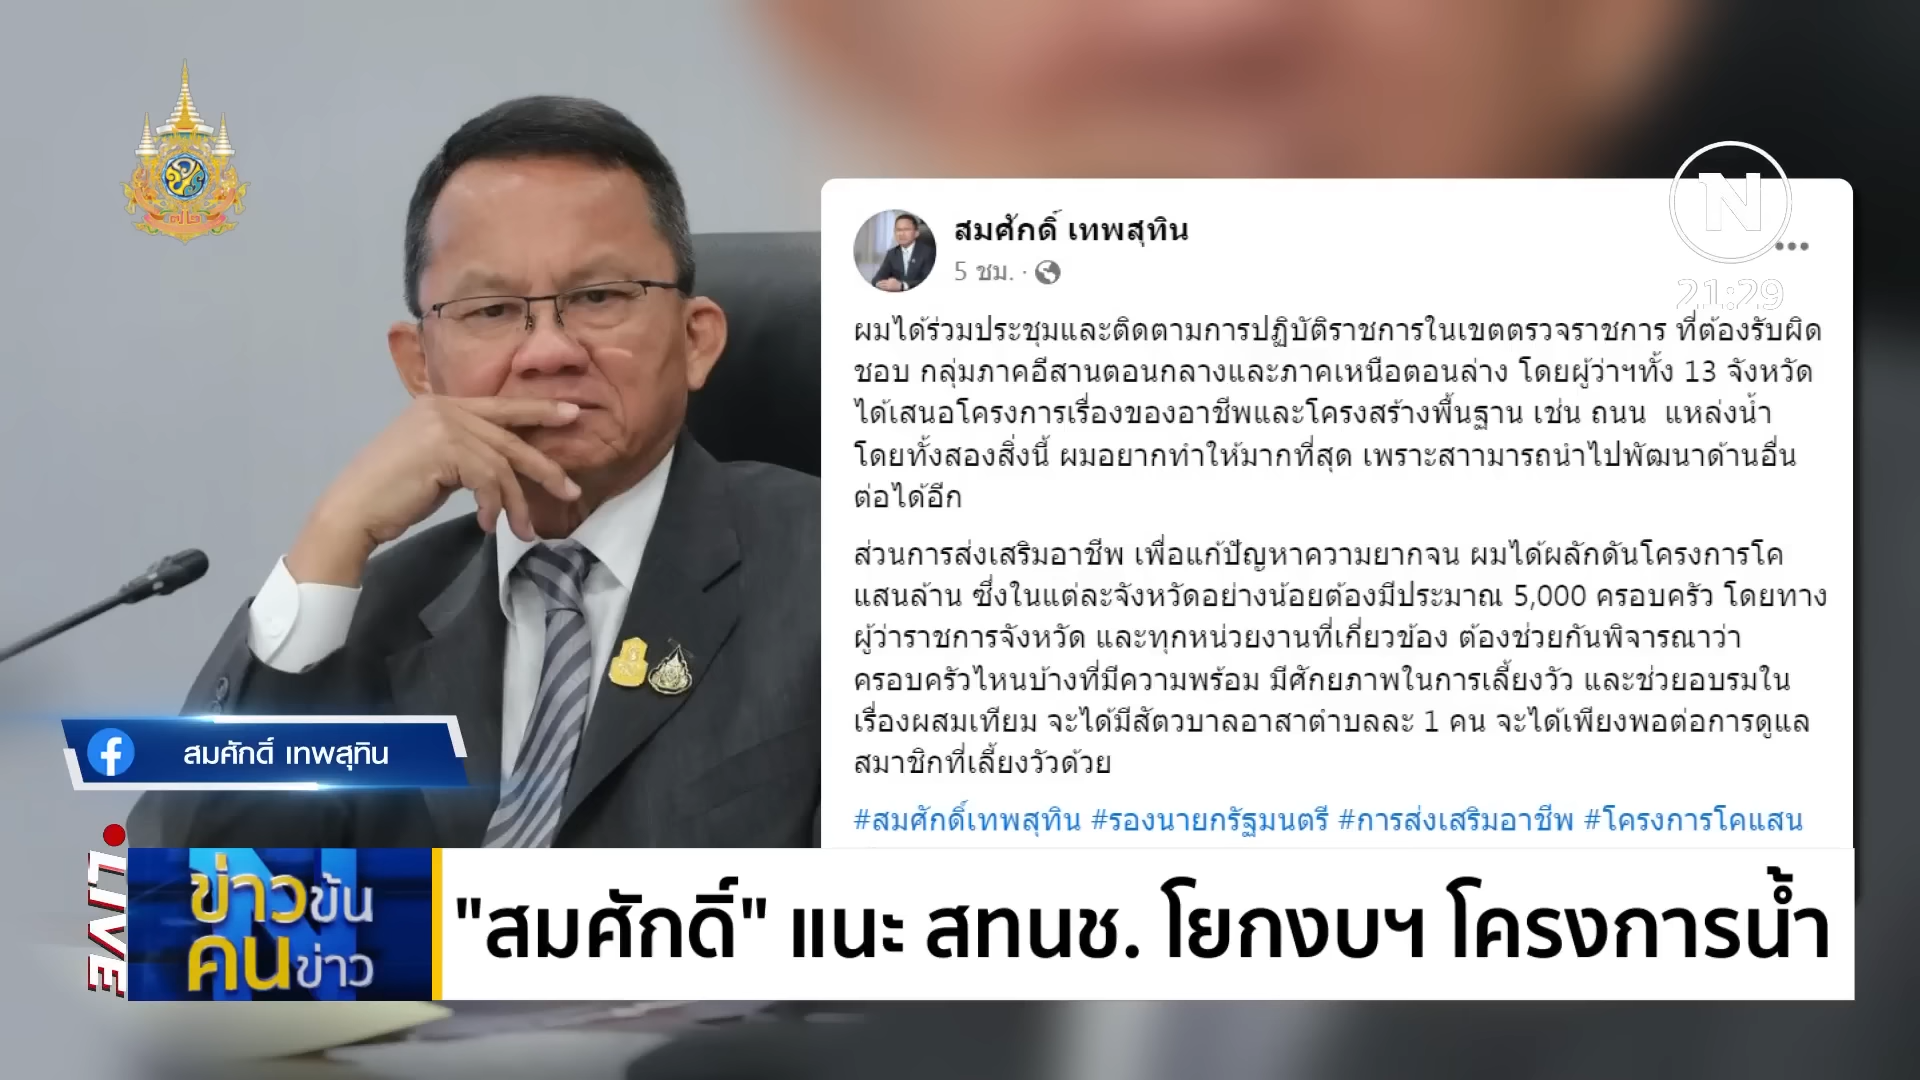 ๗๒
N
21:29
สมศักดิ์ เทพสุทิน
5 ชม. ·
ผมได้ร่วมประชุมและติดตามการปฏิบัติราชการในเขตตรวจราชการ ที่ต้องรับผิด
ชอบ กลุ่มภาคอีสานตอนกลางและภาคเหนือตอนล่าง โดยผู้ว่าฯทั้ง 13 จังหวัด
ได้เสนอโครงการเรื่องของอาชีพและโครงสร้างพื้นฐาน เช่น ถนน แหล่งน้ำ
โดยทั้งสองสิ่งนี้ ผมอยากทำให้มากที่สุด เพราะสาามารถนำไปพัฒนาด้านอื่น
ต่อได้อีก
ส่วนการส่งเสริมอาชีพ เพื่อแก้ปัญหาความยากจน ผมได้ผลักดันโครงการโค
แสนล้าน ซึ่งในแต่ละจังหวัดอย่างน้อยต้องมีประมาณ 5,000 ครอบครัว โดยทาง
ผู้ว่าราชการจังหวัด และทุกหน่วยงานที่เกี่ยวข้อง ต้องช่วยกันพิจารณาว่า
ครอบครัวไหนบ้างที่มีความพร้อม มีศักยภาพในการเลี้ยงวัว และช่วยอบรมใน
เรื่องผสมเทียม จะได้มีสัตวบาลอาสาตำบลละ 1 คน จะได้เพียงพอต่อการดูแล
สมาชิกที่เลี้ยงวัวด้วย
#สมศักดิ์เทพสุทิน #รองนายกรัฐมนตรี #การส่งเสริมอาชีพ #โครงการโคแสน
สมศักดิ์ เทพสุทิน
LIVE
ข่าวข้น
คนข่าว
"สมศักดิ์" แนะ สทนช. โยกงบฯ โครงการน้ำ